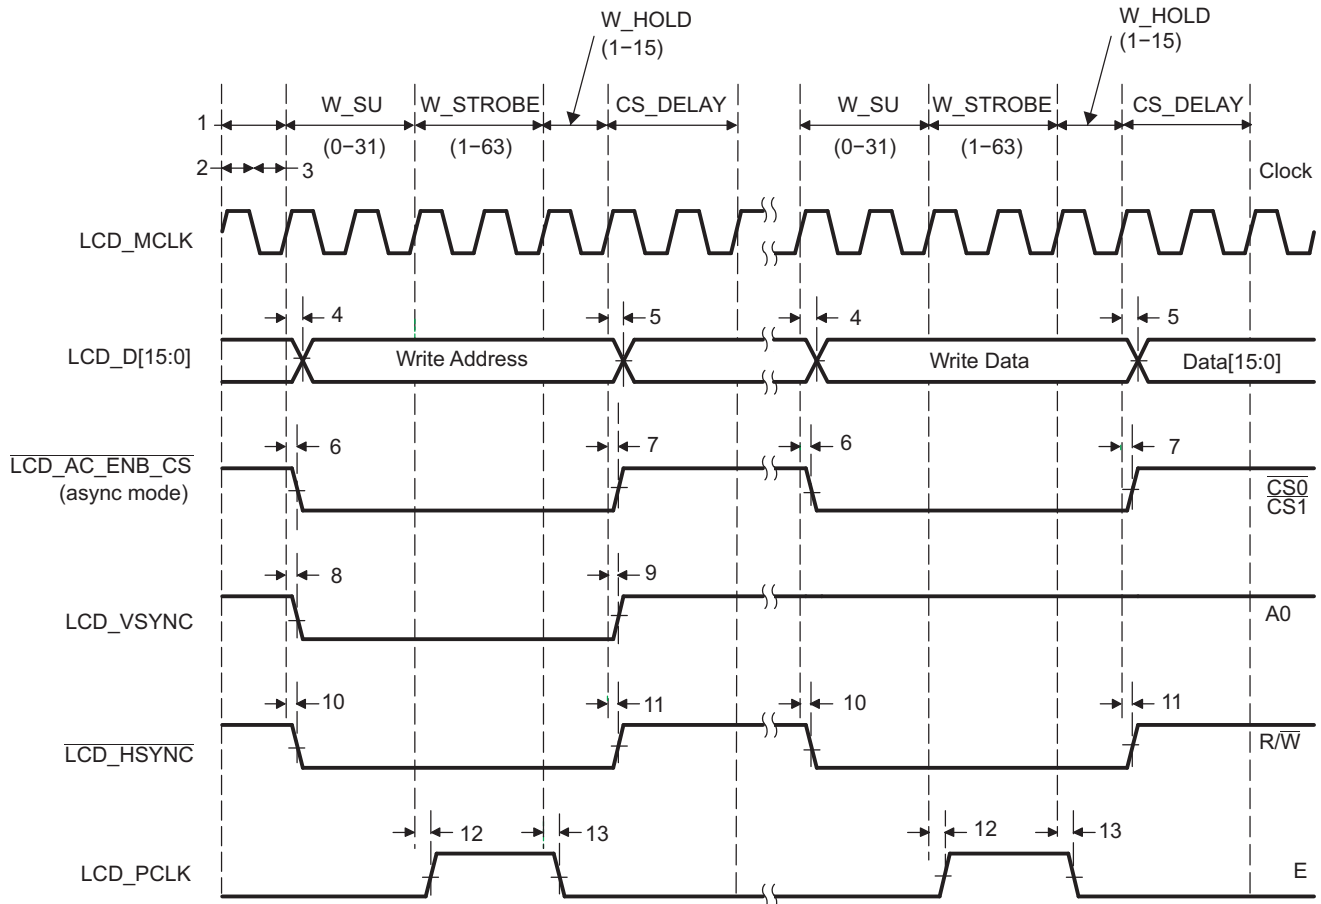 W_HOLD
(1−15)
W_HOLD
(1−15)
W_SU W_STROBE CS_DELAY W_SU W_STROBE CS_DELAY
1
(0−31) (1−63) (0−31) (1−63)
2 3 Clock
LCD_MCLK
4 5 4 5
LCD_D[15:0] Write Address Write Data Data[15:0]
6 7 6 7
LCD_AC_ENB_CS
(async mode)
CS0
CS1
8 9
LCD_VSYNC A0
10 11 10 11
LCD_HSYNC R/W
12 13 12 13
LCD_PCLK E